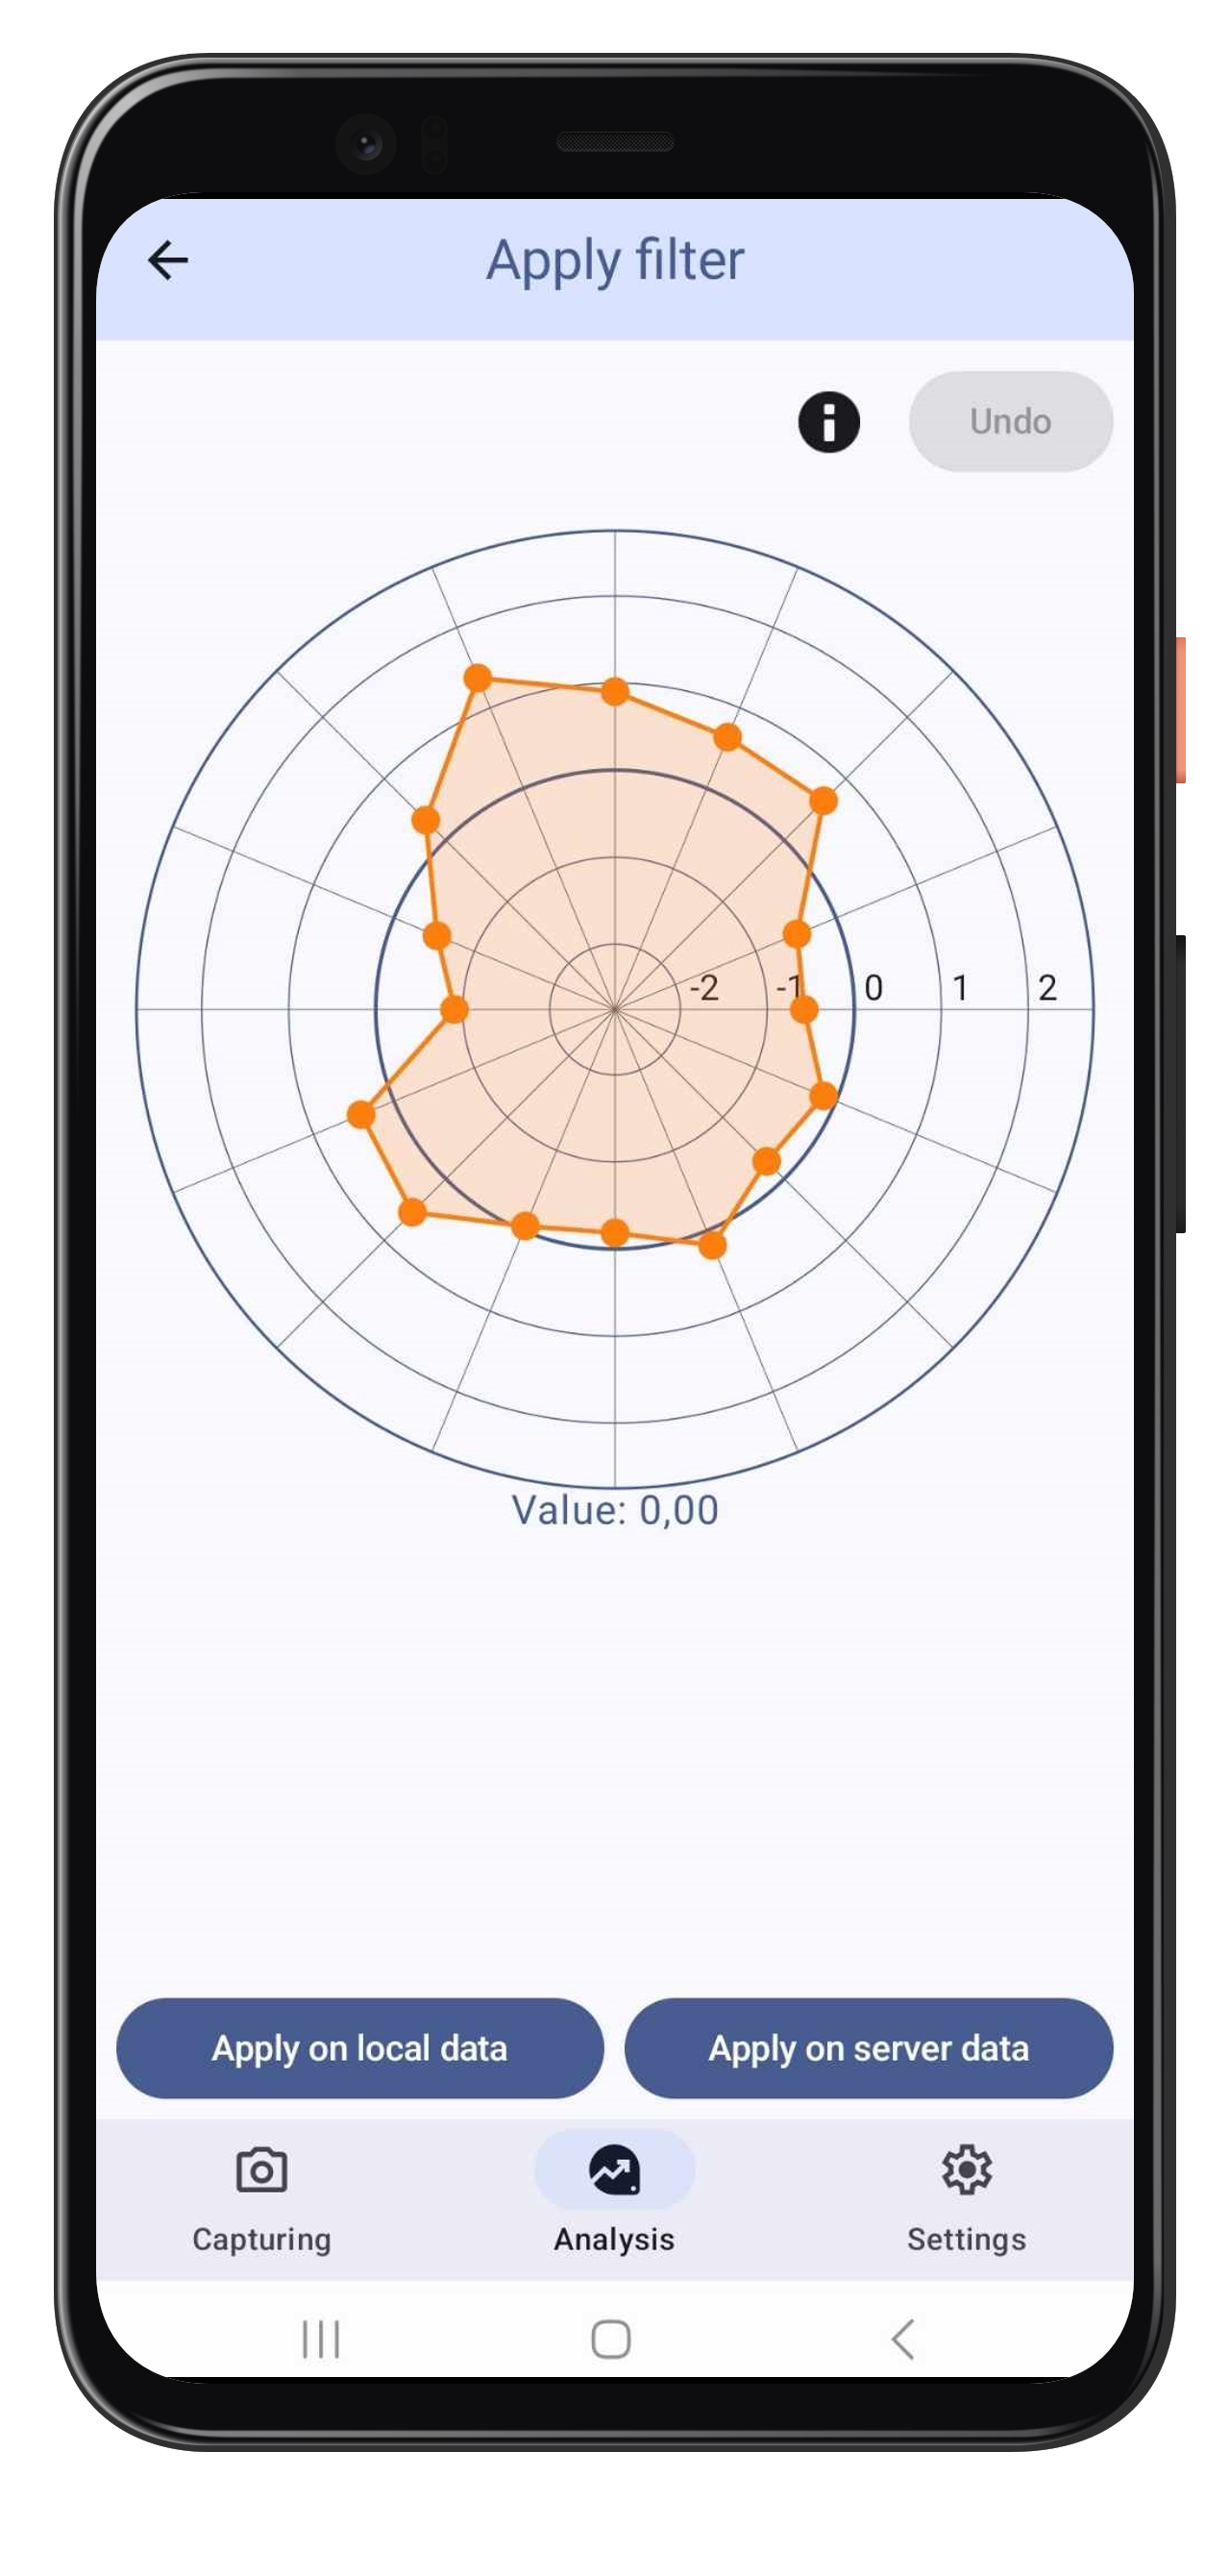 Apply filter
Undo
-2 -1 0 1 2
Value: 0,00
Apply on local data
Apply on server data
Capturing
Analysis
Settings